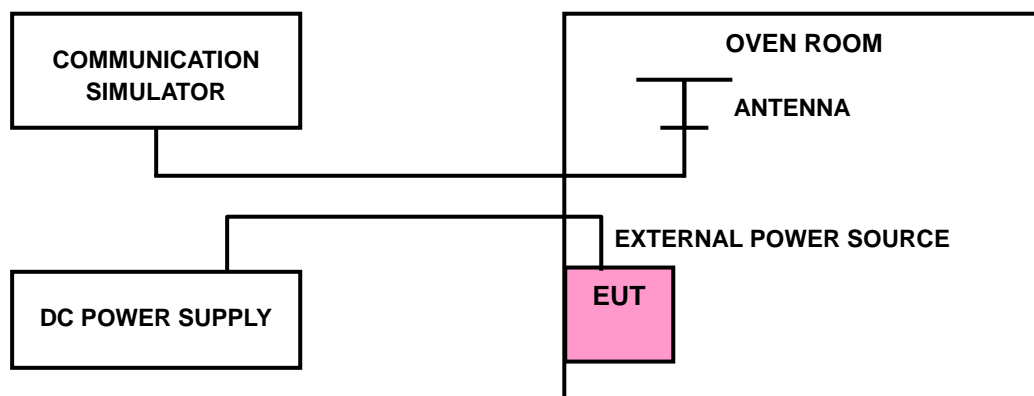 COMMUNICATION
SIMULATOR
OVEN ROOM
ANTENNA
EXTERNAL POWER SOURCE
EUT
DC POWER SUPPLY